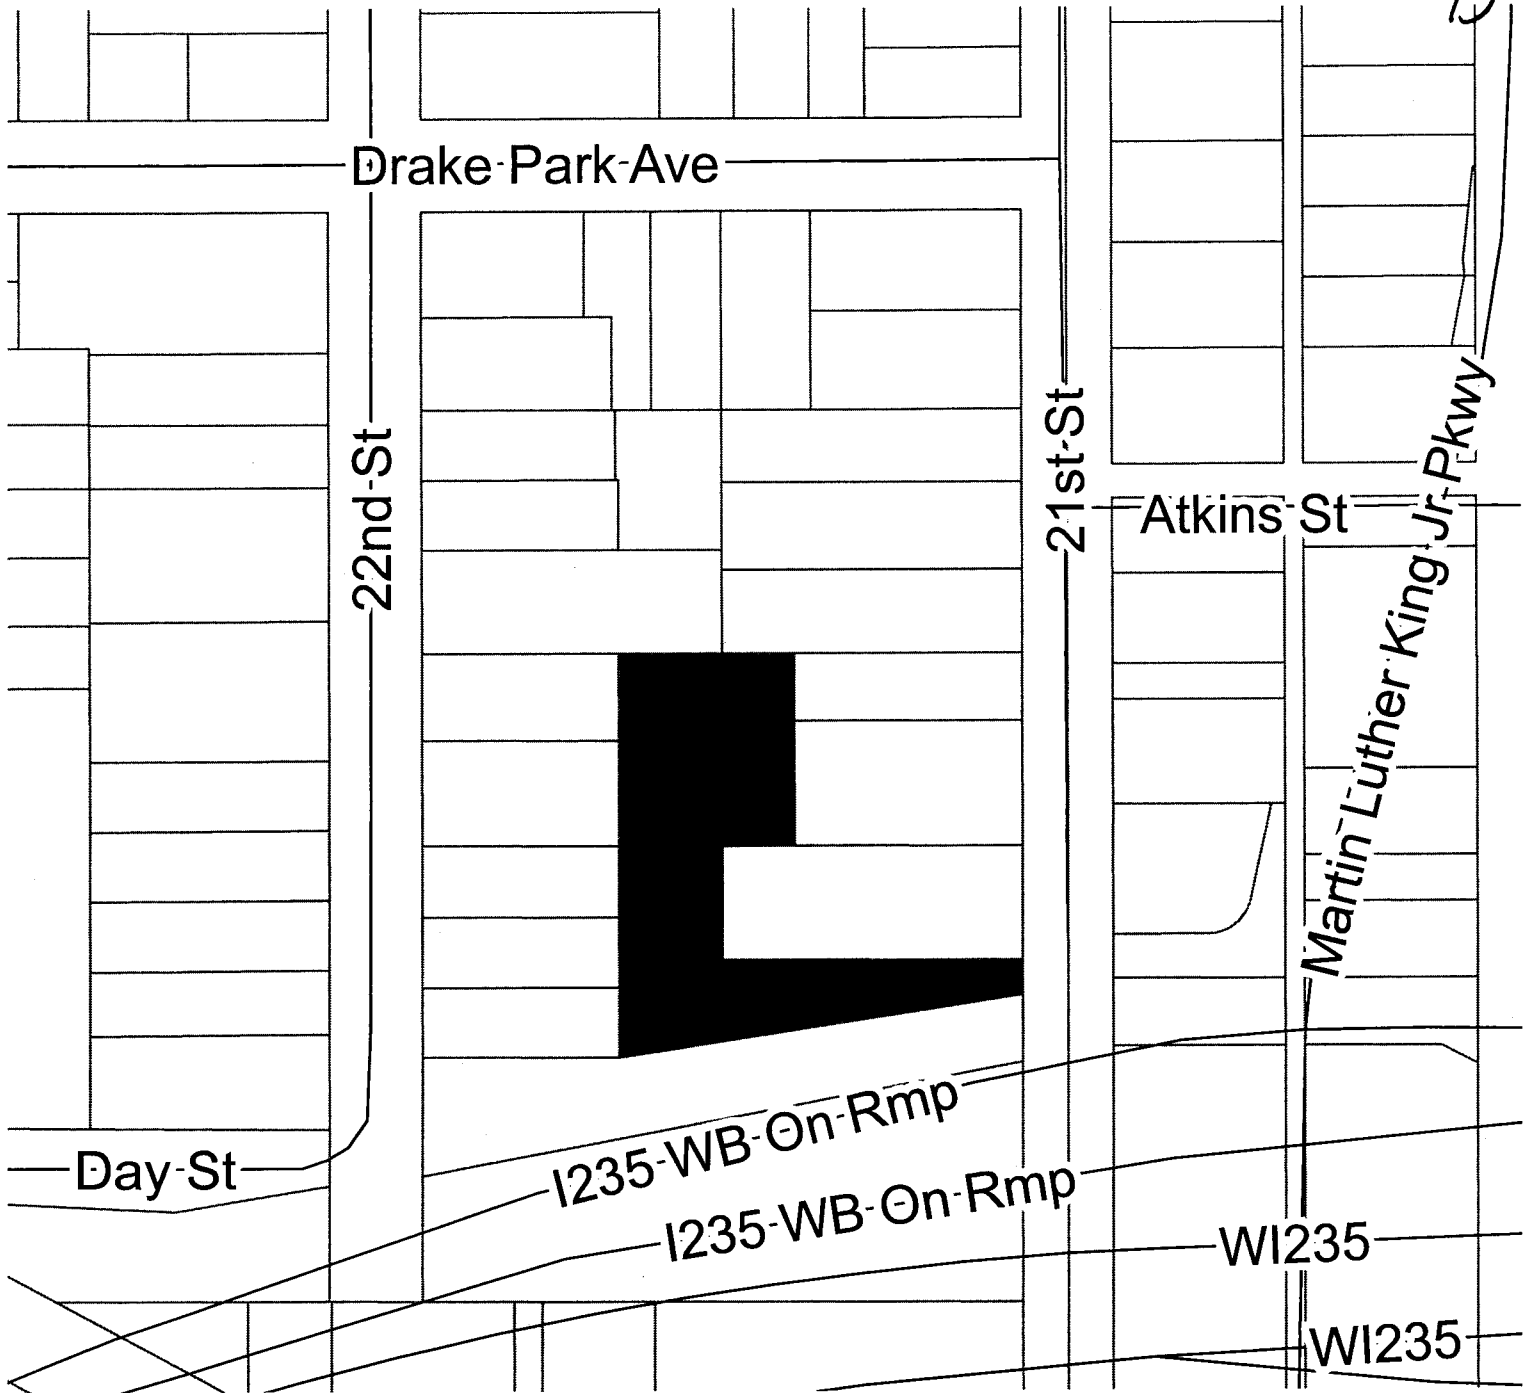 Drake Park Ave
22nd St
21st St
Atkins St
Martin Luther King Jr Pkwy
Day St
I235 WB On Rmp
I235 WB On Rmp
WI235
WI235